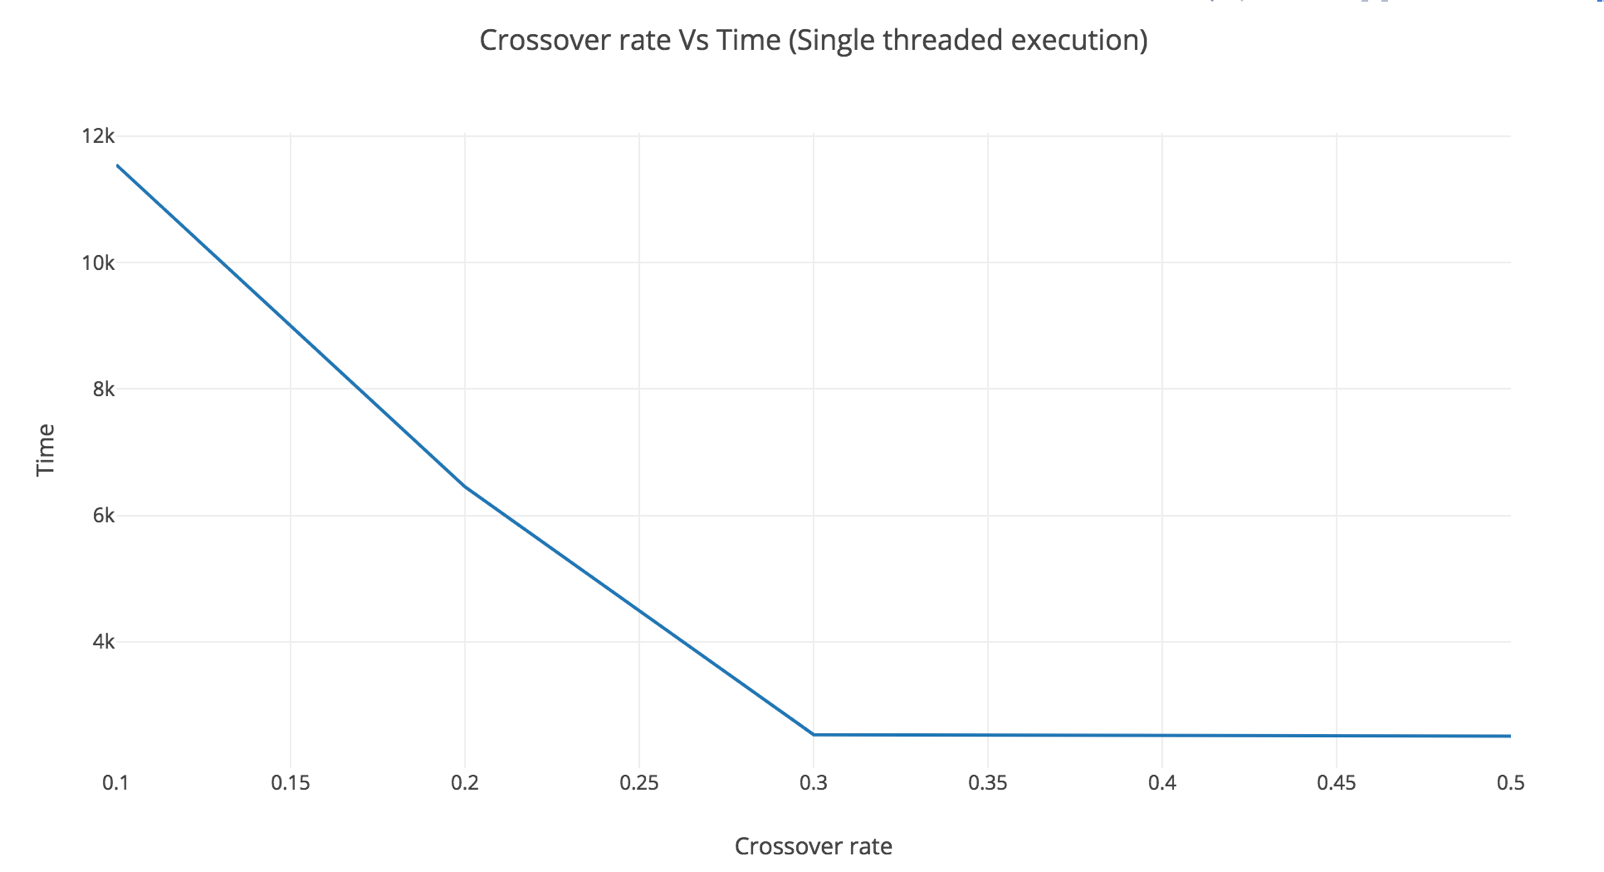 Crossover rate Vs Time (Single threaded execution)
12k
10k
8k
6k
4k
Time
0.1 0.15 0.2 0.25 0.3 0.35 0.4 0.45 0.5
Crossover rate